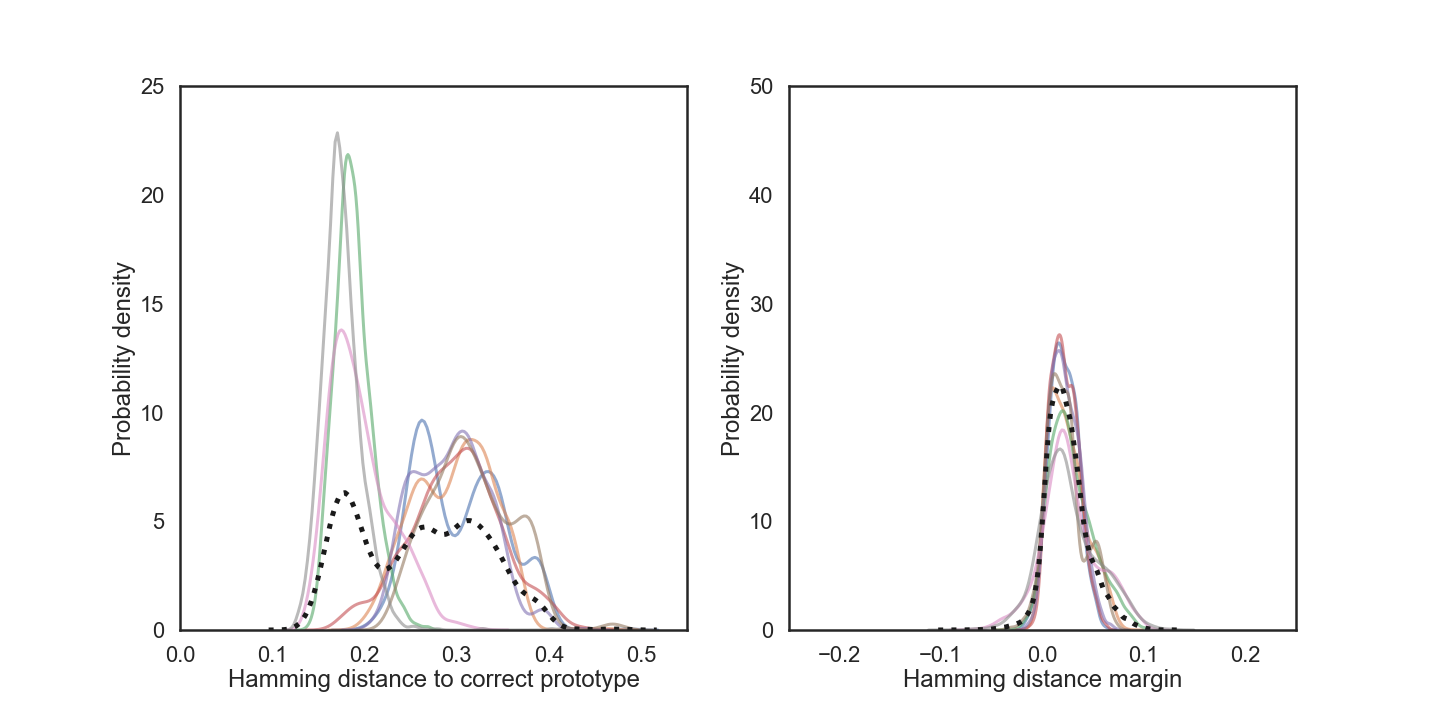 25
20
15
10
5
0
Probability density
0.0 0.1 0.2 0.3 0.4 0.5
Hamming distance to correct prototype
50
40
30
20
10
0
Probability density
−0.2 −0.1 0.0 0.1 0.2
Hamming distance margin